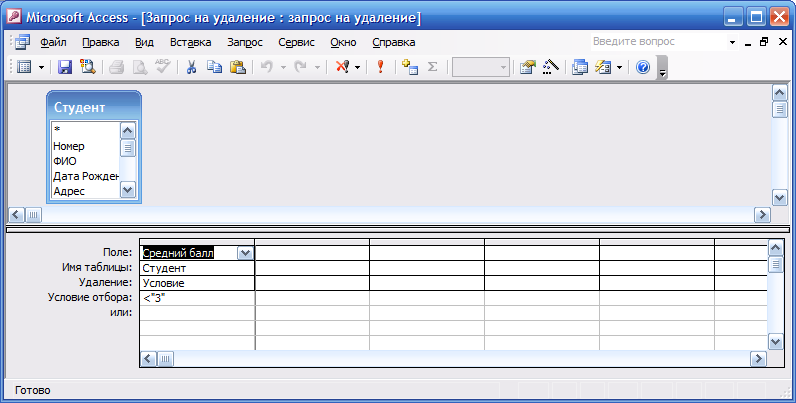 Microsoft Access - [Запрос на удаление : запрос на удаление]
Файл Правка Вид Вставка Запрос Сервис Окно Справка Введите вопрос
Студент
*
Номер
ФИО
Дата Рожден
Адрес
Поле: Средний балл
Имя таблицы: Студент
Удаление: Условие
Условие отбора: <"3"
или:
Готово